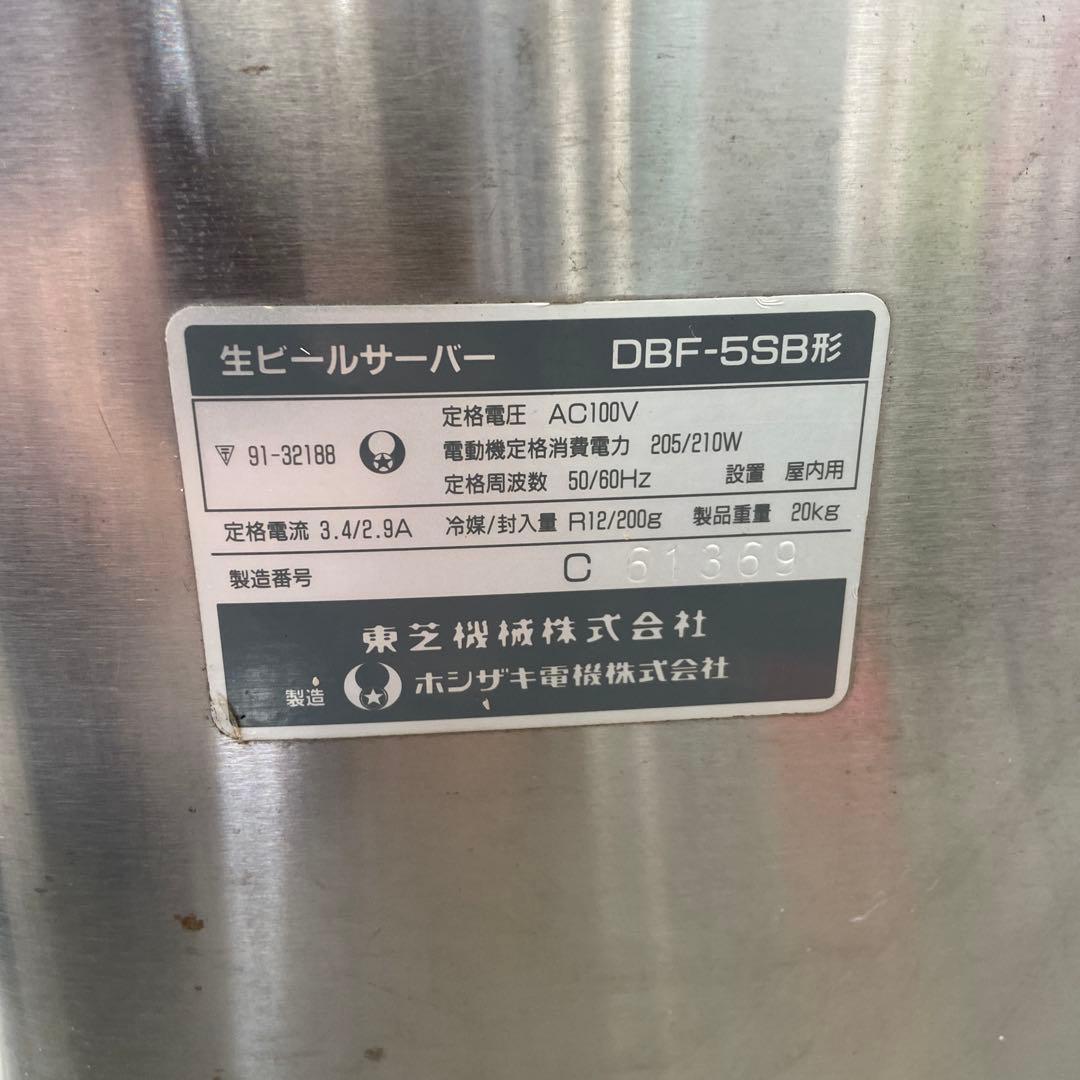 生ビールサーバー DBF-5SB形
定格電圧 AC100V
〒 91-32188 電動機定格消費電力 205/210W
定格周波数 50/60Hz 設置 屋内用
定格電流 3.4/2.9A 冷媒/封入量 R12/200g 製品重量 20kg
製造番号 C 61369
東芝機械株式会社
製造 ホシザキ電機株式会社